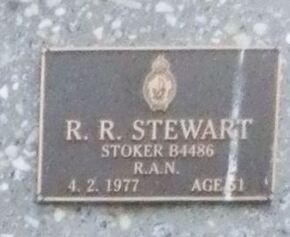 R. R. STEWART
STOKER B4486
R.A.N.
4. 2. 1977 AGE 51